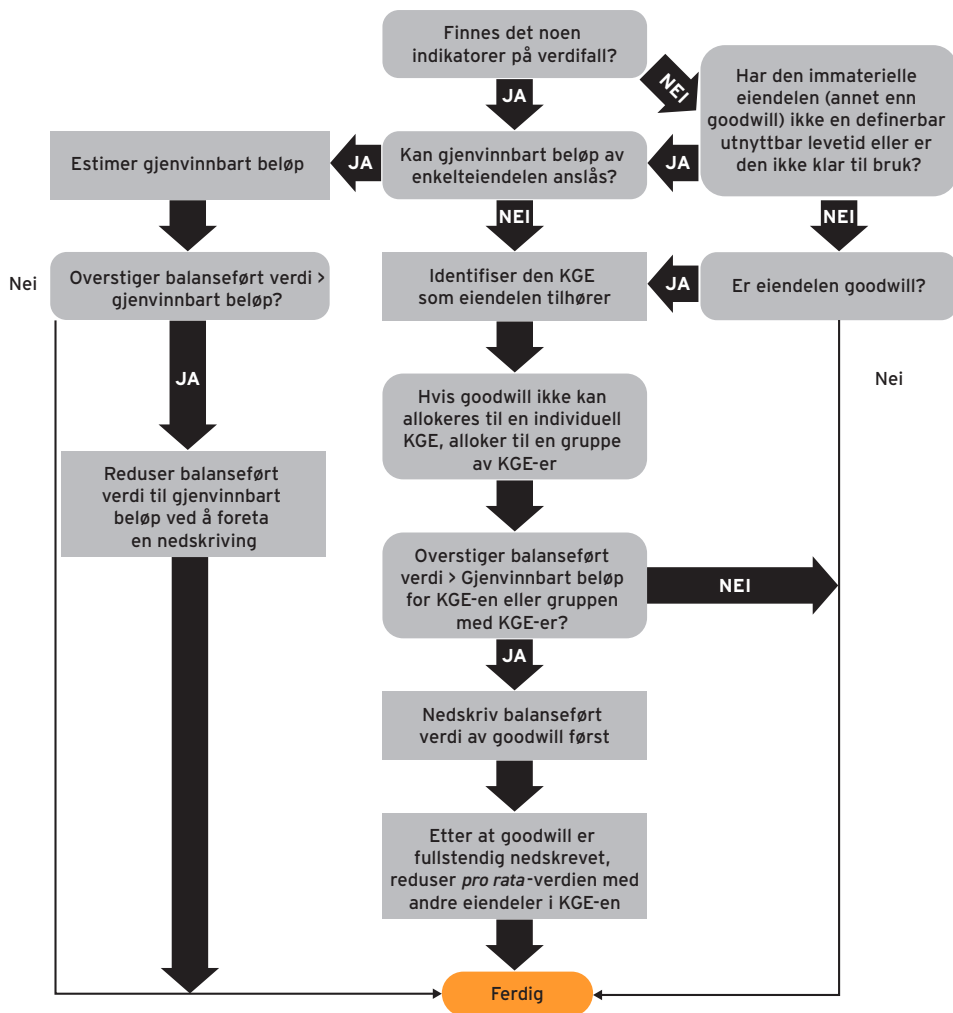 Finnes det noen
indikatorer på verdifall?
NEI
JA
Har den immaterielle
eiendelen (annet enn
goodwill) ikke en definerbar
utnyttbar levetid eller er
den ikke klar til bruk?
Estimer gjenvinnbart beløp
JA
Kan gjenvinnbart beløp av
enkelteiendelen anslås?
JA
NEI
NEI
Nei
Overstiger balanseført verdi >
gjenvinnbart beløp?
Identifiser den KGE
som eiendelen tilhører
JA
Er eiendelen goodwill?
JA
Nei
Hvis goodwill ikke kan
allokeres til en individuell
KGE, alloker til en gruppe
av KGE-er
Reduser balanseført
verdi til gjenvinnbart
beløp ved å foreta
en nedskriving
Overstiger balanseført
verdi > Gjenvinnbart beløp
for KGE-en eller gruppen
med KGE-er?
NEI
JA
Nedskriv balanseført
verdi av goodwill først
Etter at goodwill er
fullstendig nedskrevet,
reduser pro rata-verdien med
andre eiendeler i KGE-en
Ferdig